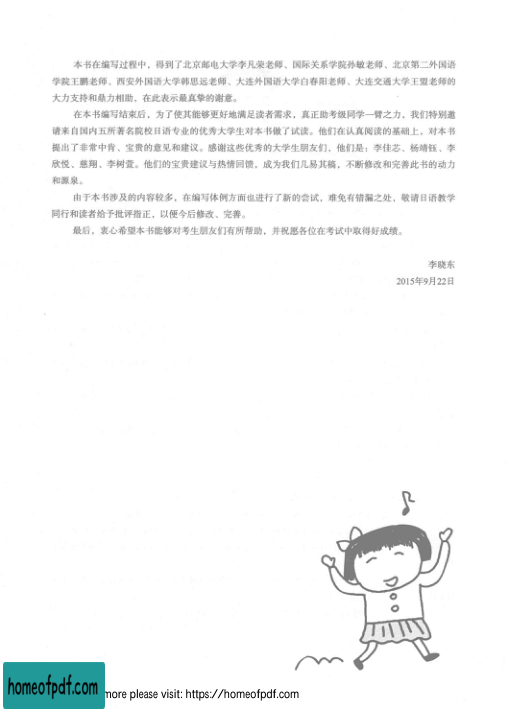 本书在编写过程中，得到了北京邮电大学李凡荣老师、国际关系学院孙敏老师、北京第二外国语
学院王鹏老师、西安外国语大学韩思远老师、大连外国语大学白春阳老师、大连交通大学王盟老师的
大力支持和鼎力相助，在此表示最真挚的谢意。
在本书编写结束后，为了使其能够更好地满足读者需求，真正助考级同学一臂之力，我们特别邀
请来自国内五所著名院校日语专业的优秀大学生对本书做了试读。他们在认真阅读的基础上，对本书
提出了非常中肯、宝贵的意见和建议。感谢这些优秀的大学生朋友们，他们是：李佳芯、杨靖钰、李
欣悦、慈翔、李树萱。他们的宝贵建议与热情回馈，成为我们几易其稿，不断修改和完善此书的动力
和源泉。
由于本书涉及的内容较多，在编写体例方面也进行了新的尝试，难免有错漏之处，敬请日语教学
同行和读者给予批评指正，以便今后修改、完善。
最后，衷心希望本书能够对考生朋友们有所帮助，并祝愿各位在考试中取得好成绩。
李晓东
2015年9月22日
homeofpdf.com
more please visit: https://homeofpdf.com